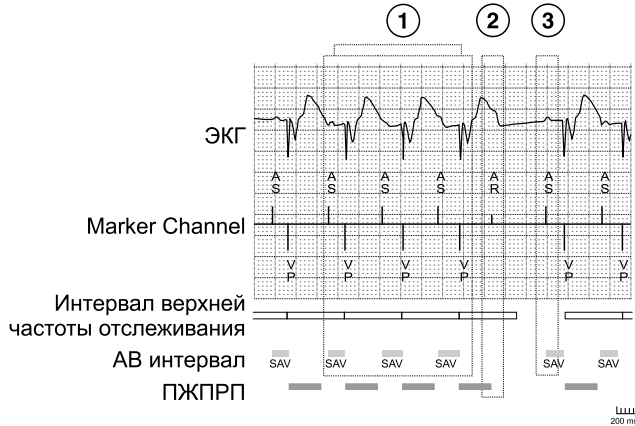 1 2 3
ЭКГ
A S A S A S A S A R A S A S
Marker Channel
V P V P V P V P V P V P
Интервал верхней
частоты отслеживания
АВ интервал
SAV SAV SAV SAV SAV SAV
ПЖПРП
200 ms